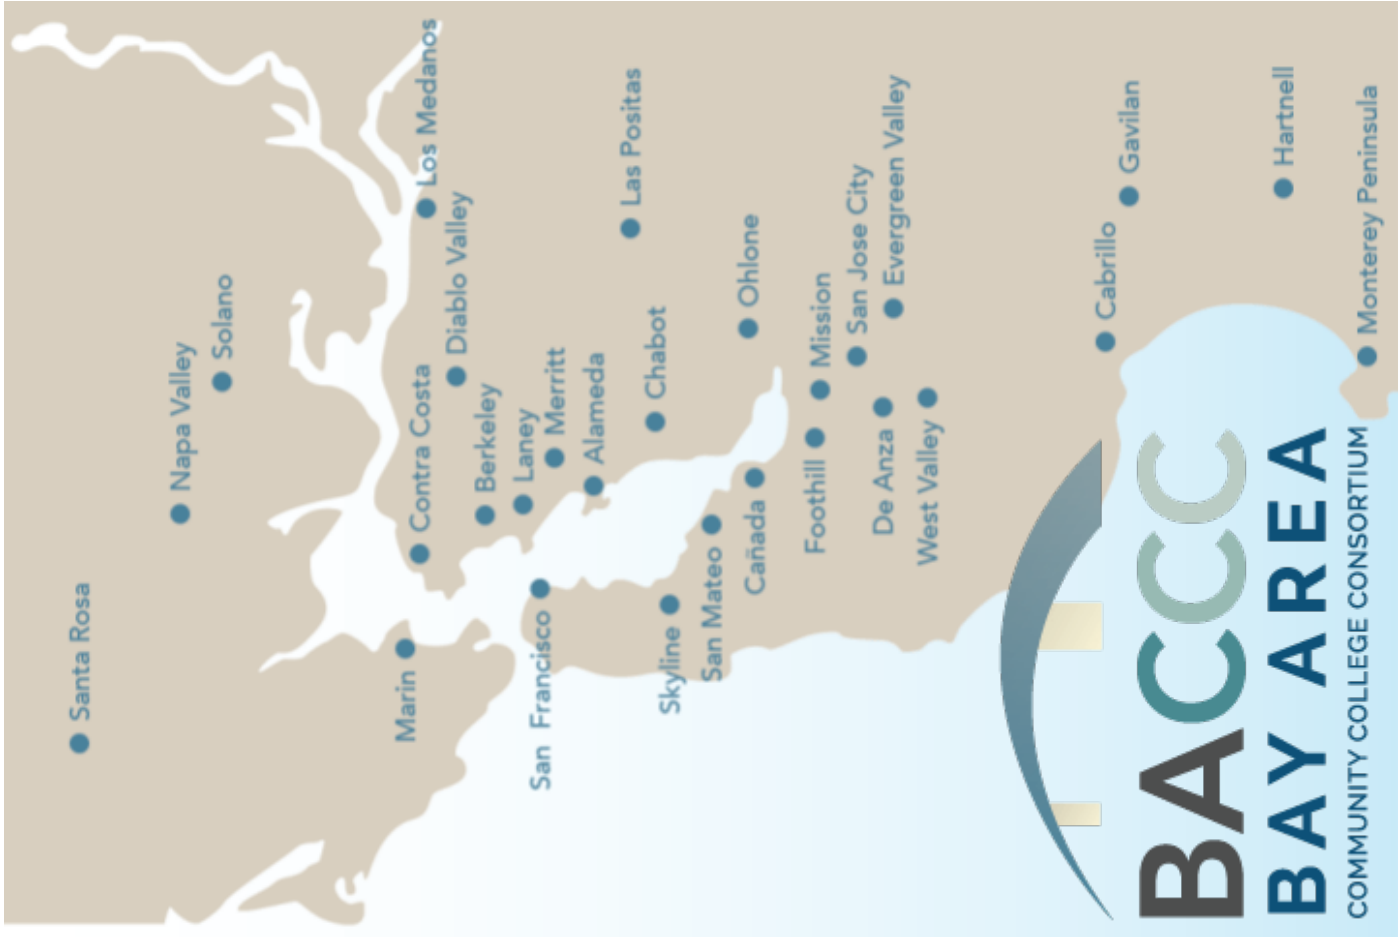 Santa Rosa
Napa Valley
Solano
Marin
Contra Costa
Los Medanos
Diablo Valley
Berkeley
Laney
San Francisco
Merritt
Alameda
Las Positas
Chabot
Skyline
San Mateo
Ohlone
Cañada
Foothill
Mission
San Jose City
De Anza
Evergreen Valley
West Valley
Cabrillo
Gavilan
Hartnell
Monterey Peninsula
BACCC
BAY AREA
COMMUNITY COLLEGE CONSORTIUM